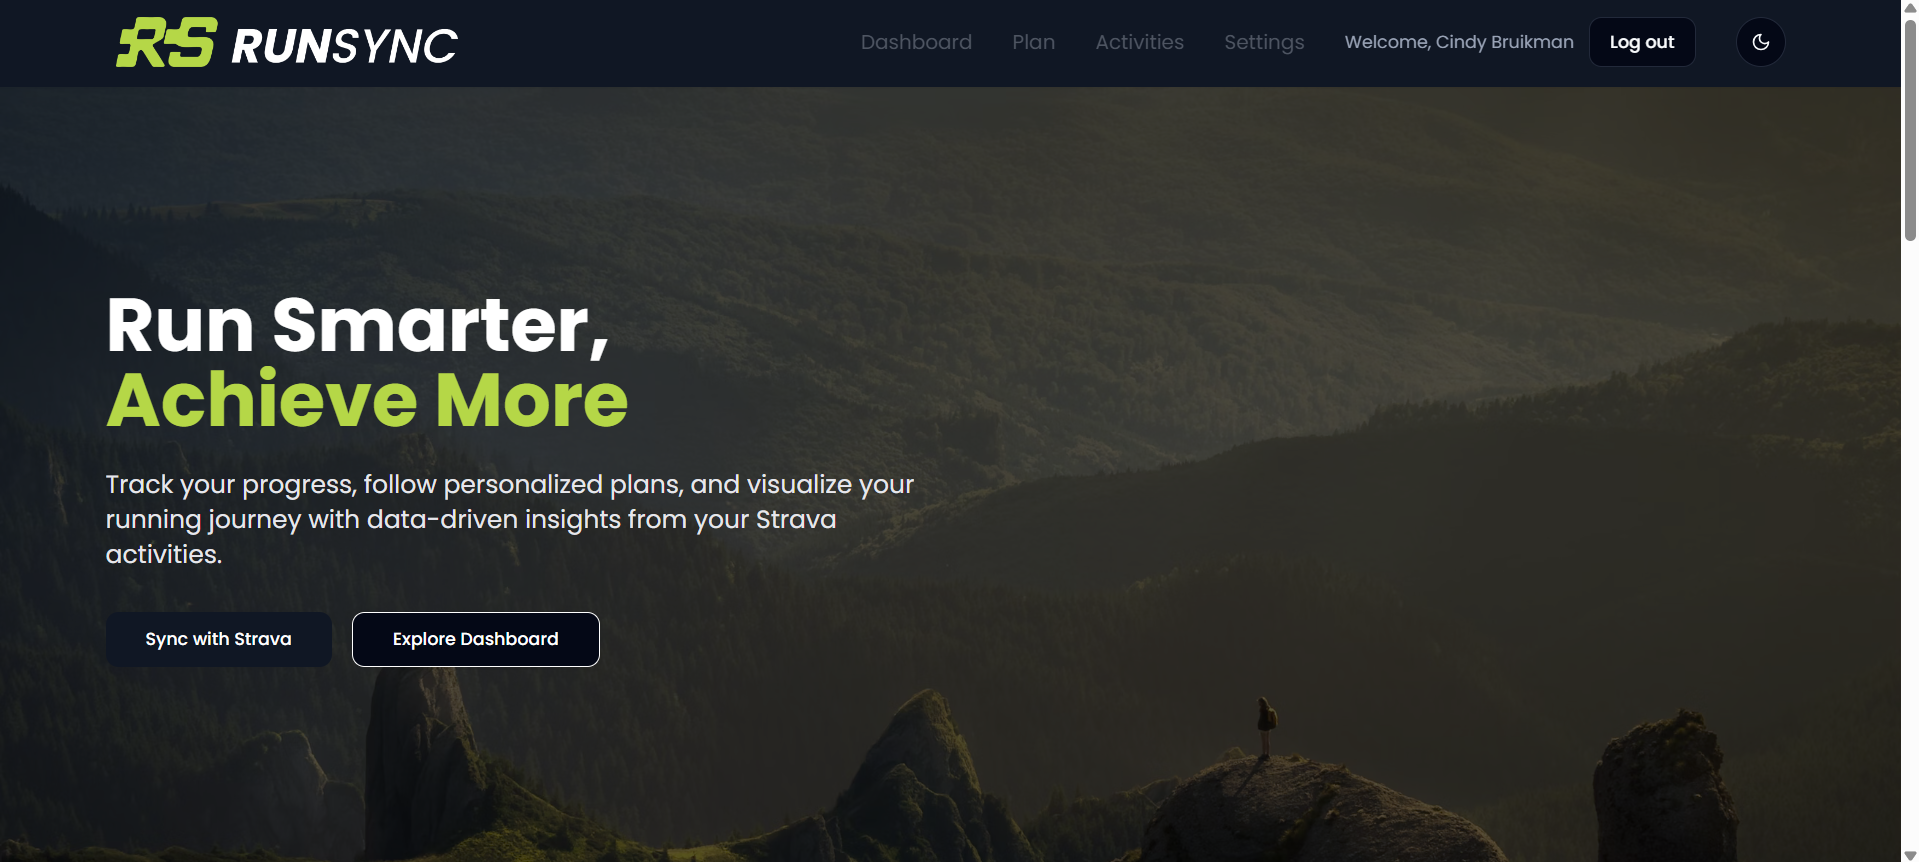 RS RUNSYNC
Dashboard Plan Activities Settings Welcome, Cindy Bruikman Log out
Run Smarter,
Achieve More
Track your progress, follow personalized plans, and visualize your
running journey with data-driven insights from your Strava
activities.
Sync with Strava Explore Dashboard